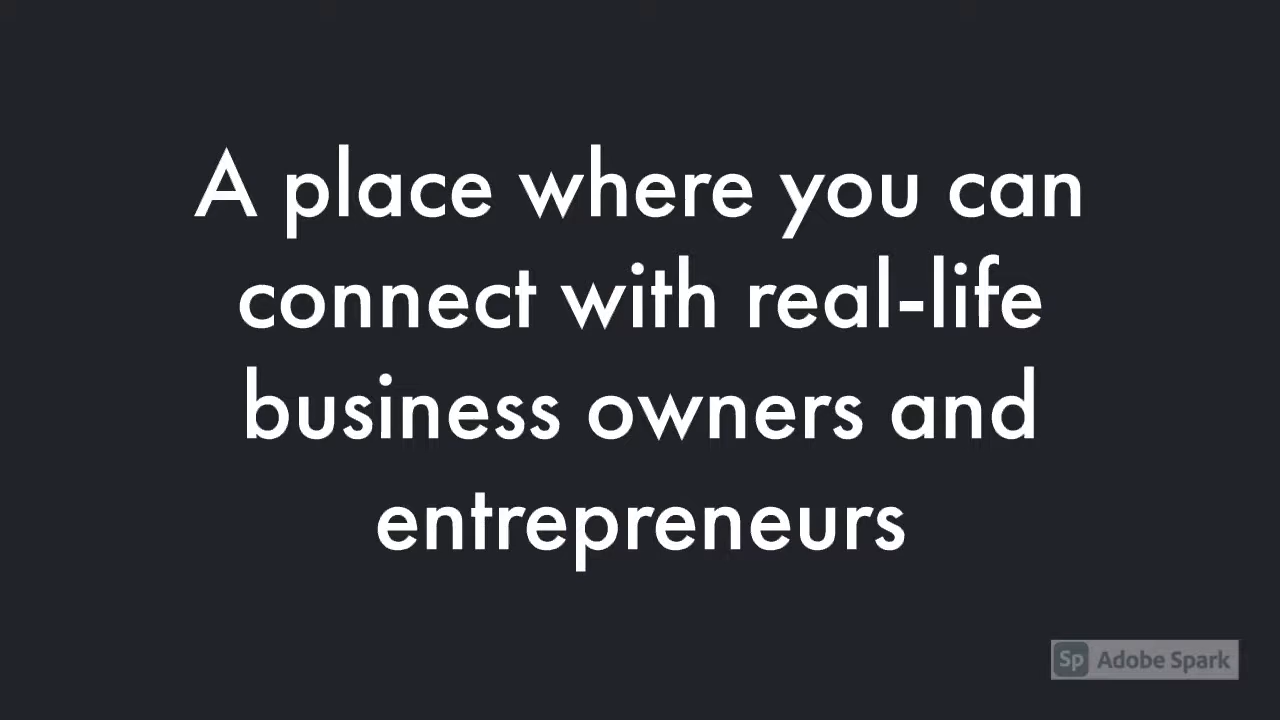 A place where you can
connect with real-life
business owners and
entrepreneurs
Sp Adobe Spark